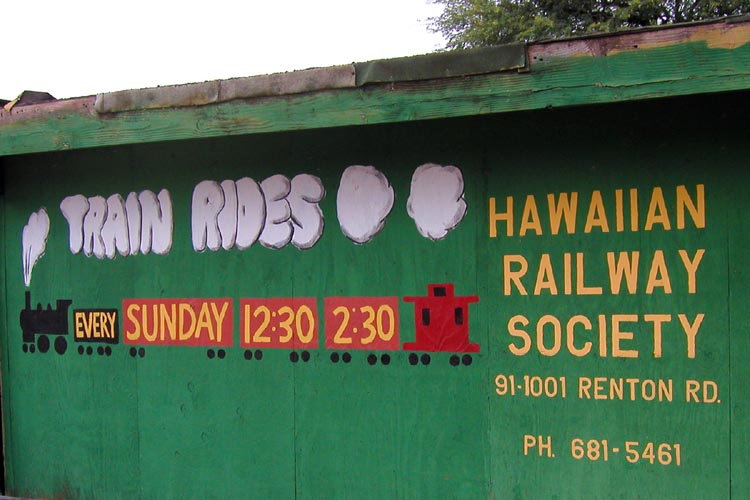 TRAIN RIDES
EVERY SUNDAY 12:30 2:30
HAWAIIAN
RAILWAY
SOCIETY
91-1001 RENTON RD.
PH. 681-5461